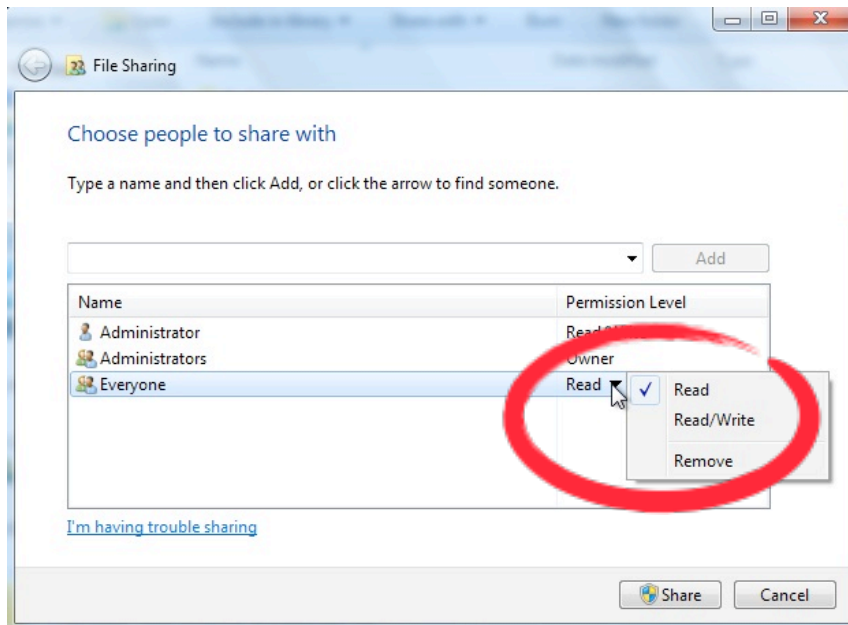 File Sharing
Choose people to share with
Type a name and then click Add, or click the arrow to find someone.
Add
Name Permission Level
Administrator Read/Write
Administrators Owner
Everyone Read
Read
Read/Write
Remove
I'm having trouble sharing
Share Cancel